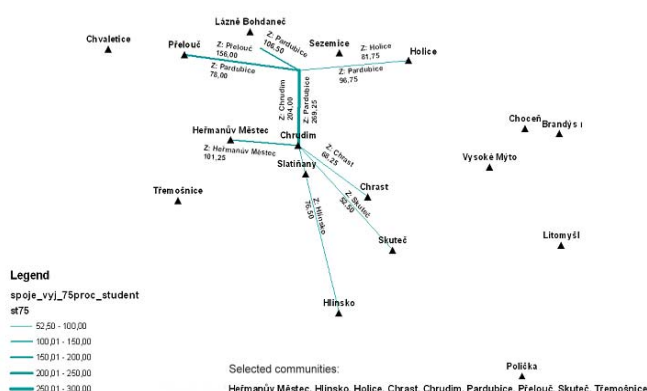 Lázně Bohdaneč
Chvaletice
Přelouč
Z: Přelouč
156,00
78,00
Z: Pardubice
Z: Pardubice
106,50
Sezemice
Z: Holice
81,75
Holice
Z: Pardubice
96,75
Z: Chrudim
204,00
Z: Pardubice
269,25
Heřmanův Městec
Chrudim
Z: Heřmanův Městec
101,25
Slatiňany
Z: Chrast
68,25
Chrast
Choceň
Brandýs
Vysoké Mýto
Třemošnice
Z: Hlinsko
76,50
Z: Skuteč
52,50
Skuteč
Litomyšl
Hlinsko
Legend
spoje_vyj_75proc_student
st75
52,50 - 100,00
100,01 - 150,00
150,01 - 200,00
200,01 - 250,00
250,01 - 300,00
Polička
Selected communities:
Heřmanův Městec, Hlinsko, Holice, Chrast, Chrudim, Pardubice, Přelouč, Skuteč, Třemošnice